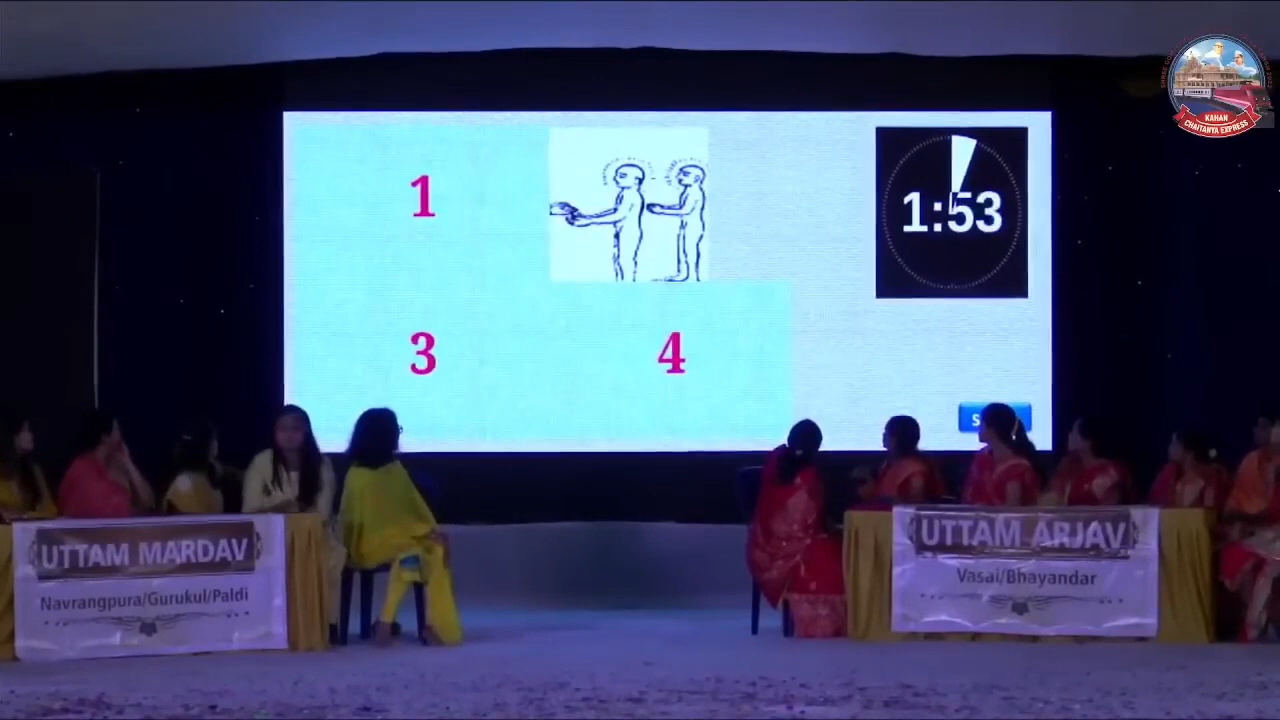 1
1:53
3
4
KAHAN
CHAITANYA EXPRESS
UTTAM MARDAV
Navrangpura/Gurukul/Paldi
UTTAM ARJAV
Vasai/Bhayandar